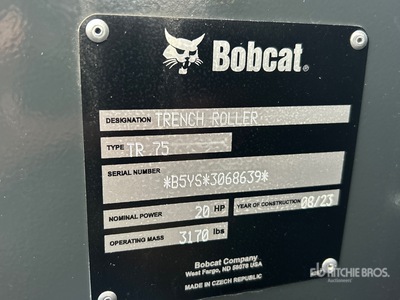 Bobcat®
DESIGNATION TRENCH ROLLER
TYPE TR 75
SERIAL NUMBER
*B5YS*3068639*
NOMINAL POWER 20 HP YEAR OF CONSTRUCTION 08/23
OPERATING MASS 3170 lbs
Bobcat Company
West Fargo, ND 58078 USA
MADE IN CZECH REPUBLIC
RITCHIE BROS.
Auctioneers